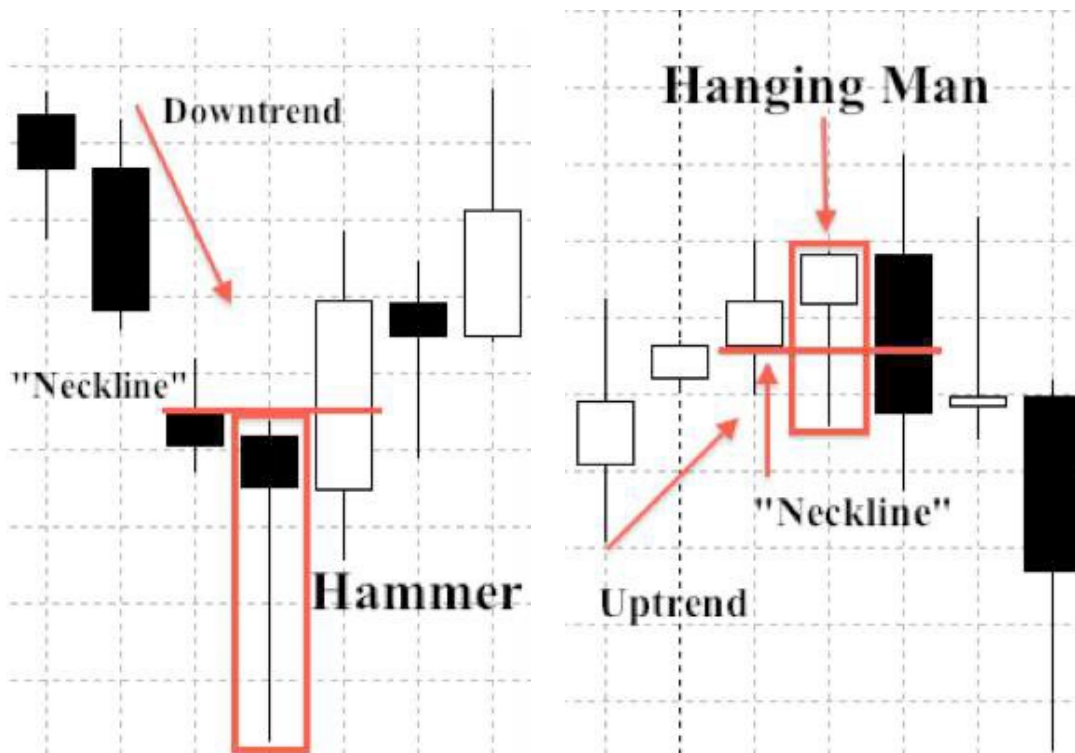 Downtrend
"Neckline"
Hammer
Hanging Man
"Neckline"
Uptrend